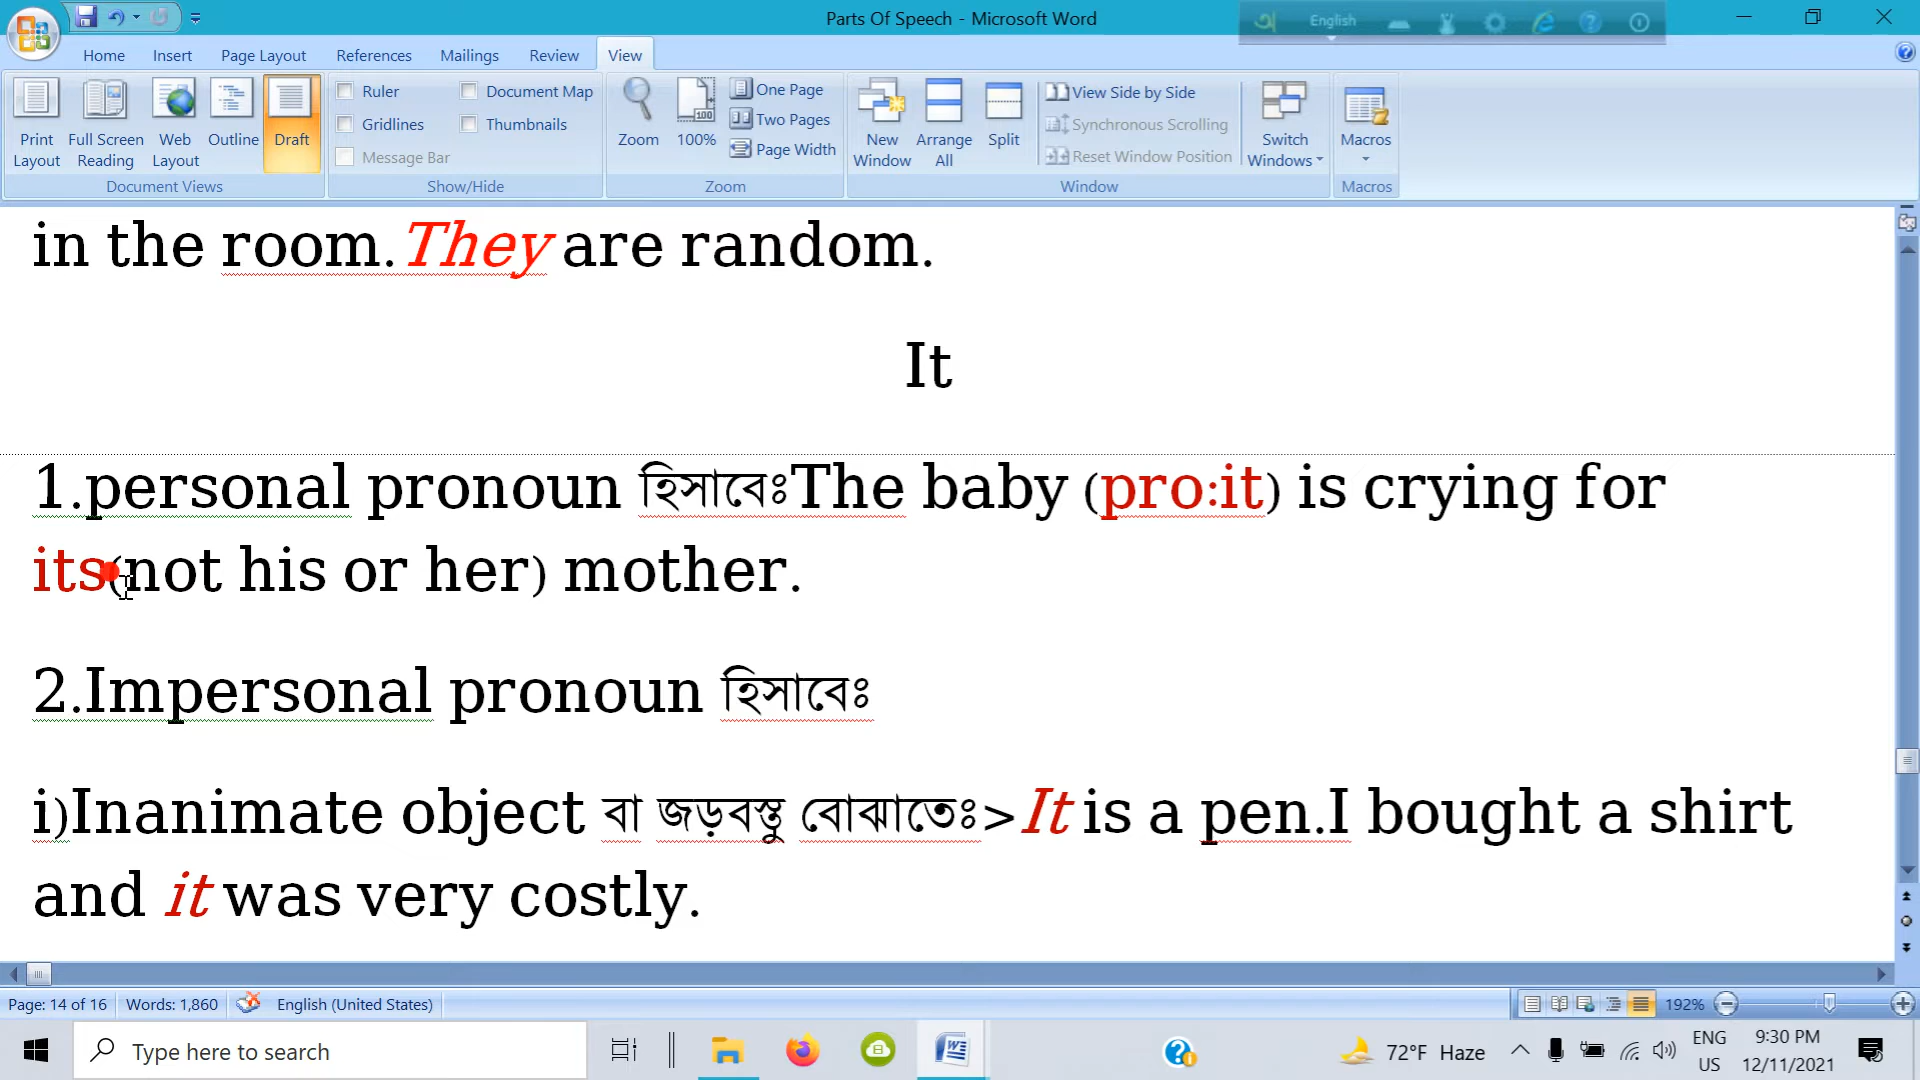 Parts Of Speech - Microsoft Word
English
Home Insert Page Layout References Mailings Review View
Print Layout
Full Screen Reading
Web Layout
Outline
Draft
Document Views
Ruler
Gridlines
Message Bar
Document Map
Thumbnails
Show/Hide
Zoom
100%
One Page
Two Pages
Page Width
Zoom
New Window
Arrange All
Split
View Side by Side
Synchronous Scrolling
Reset Window Position
Switch Windows
Window
Macros
Macros
in the room.They are random.
It
1.personal pronoun হিসাবেঃThe baby (pro:it) is crying for
its(not his or her) mother.
2.Impersonal pronoun হিসাবেঃ
i)Inanimate object বা জড়বস্তু বোঝাতেঃ>It is a pen.I bought a shirt
and it was very costly.
Page: 14 of 16 Words: 1,860 English (United States) 192%
Type here to search
72°F Haze
ENG US
9:30 PM
12/11/2021